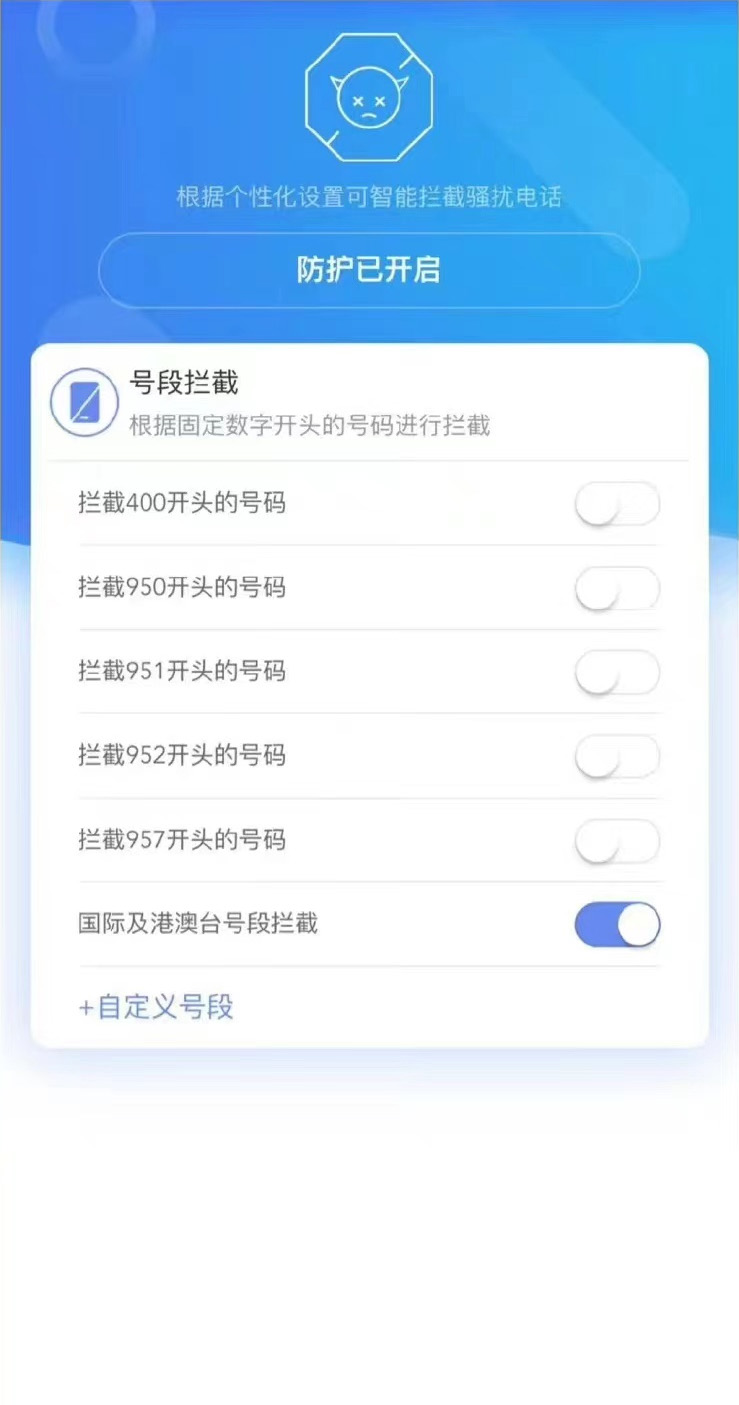 根据个性化设置可智能拦截骚扰电话
防护已开启
号段拦截
根据固定数字开头的号码进行拦截
拦截400开头的号码
拦截950开头的号码
拦截951开头的号码
拦截952开头的号码
拦截957开头的号码
国际及港澳台号段拦截
+自定义号段